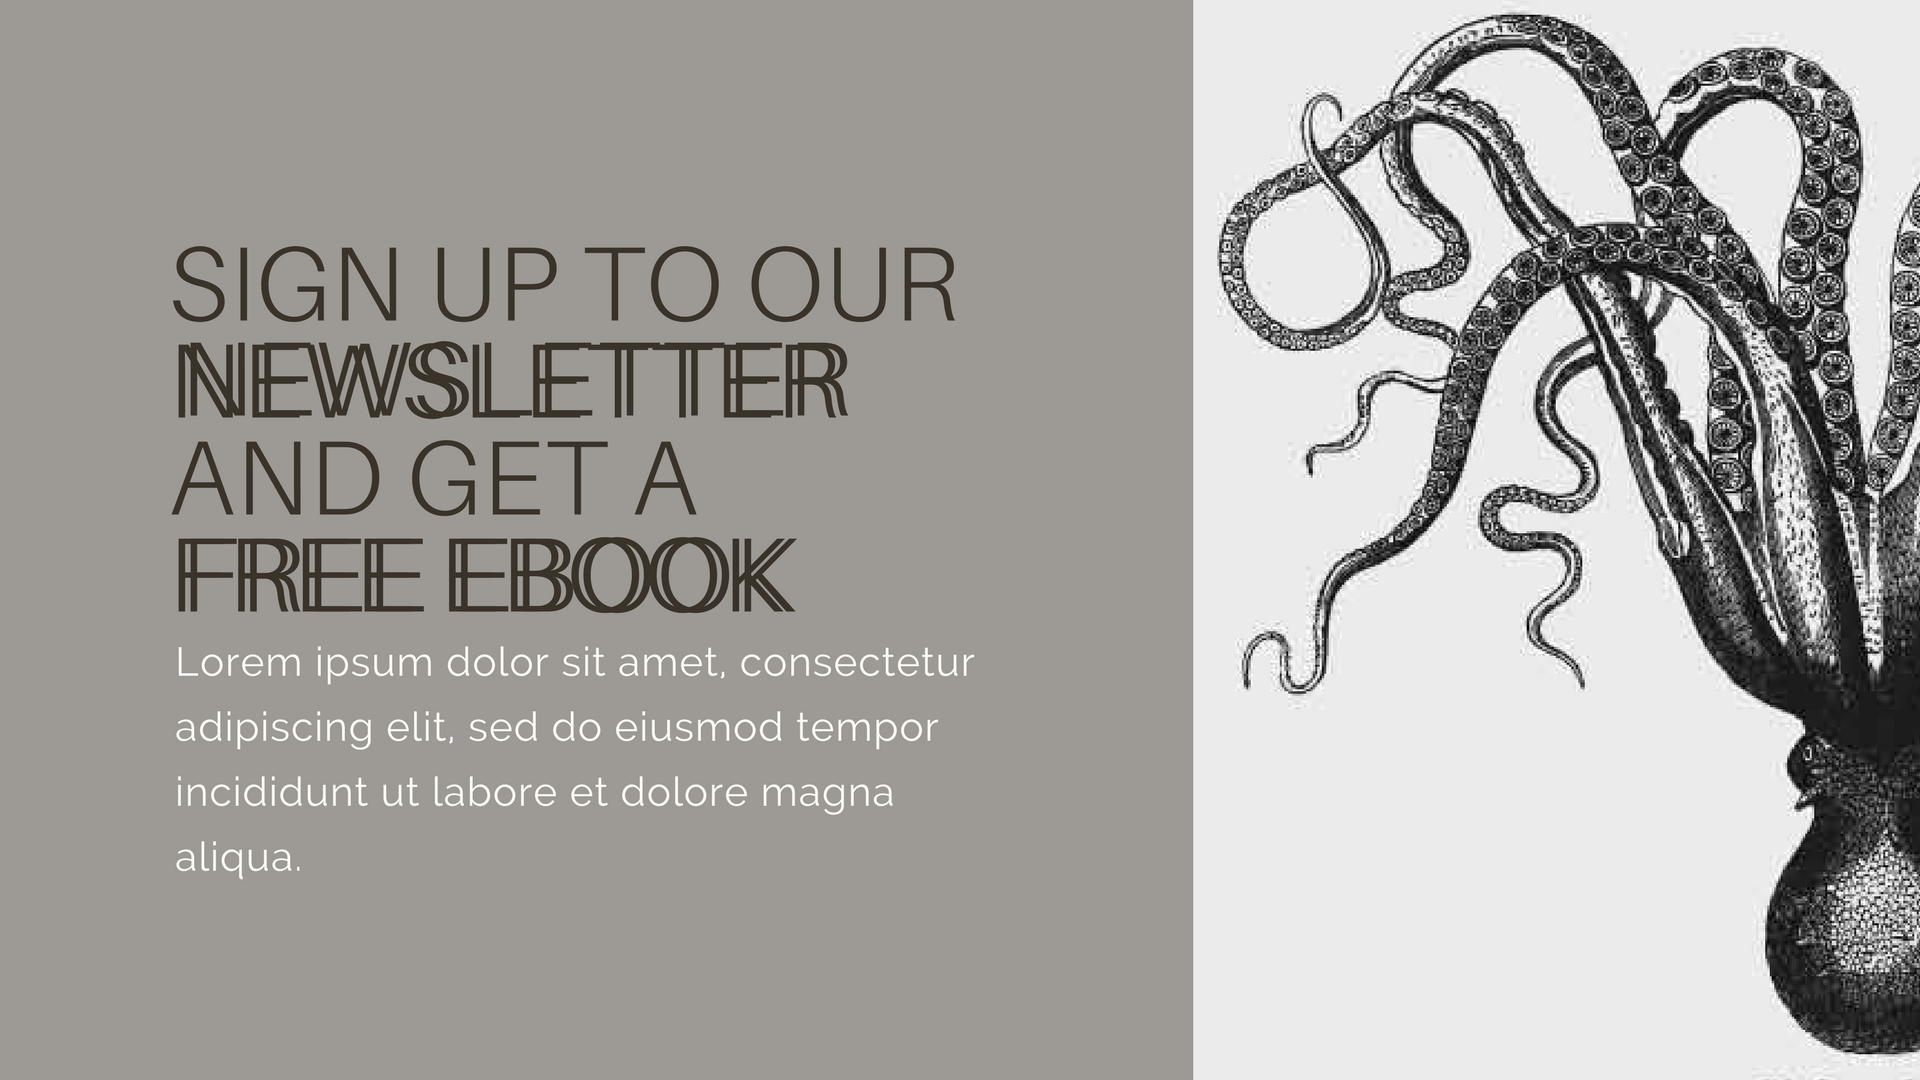 SIGN UP TO OUR
NEWSLETTER
AND GET A
FREE EBOOK
Lorem ipsum dolor sit amet, consectetur
adipiscing elit, sed do eiusmod tempor
incididunt ut labore et dolore magna
aliqua.